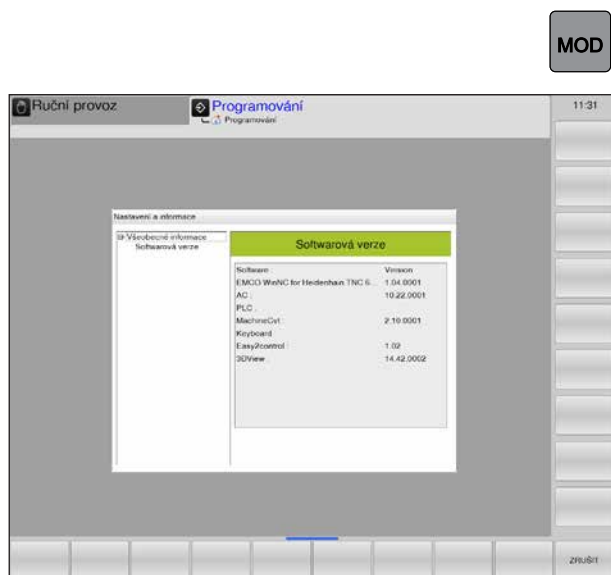 MOD
Ruční provoz
Programování
Programování
11:31
Nastavení a informace
Všeobecné informace
Softwarová verze
Softwarová verze
Software Version
EMCO WinNC for Heidenhain TNC 6... 1.04.0001
AC : 10.22.0001
PLC :
MachineCvt : 2.10.0001
Keyboard
Easy2control : 1.02
3DView : 14.42.0002
ZRUŠIT